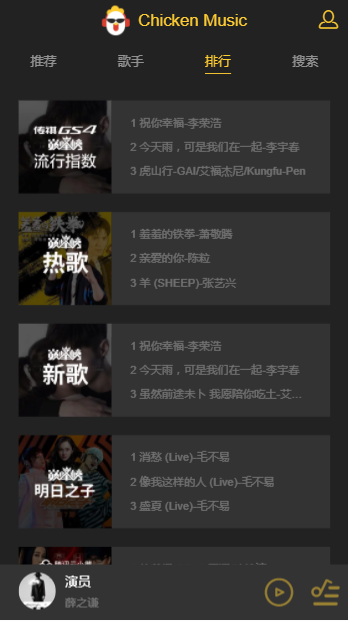 Chicken Music
推荐
歌手
排行
搜索
传祺GS4
巅峰榜
流行指数
1 祝你幸福-李荣浩
2 今天雨，可是我们在一起-李宇春
3 虎山行-GAI/艾福杰尼/Kungfu-Pen
羞羞的铁拳
巅峰榜
热歌
1 羞羞的铁拳-萧敬腾
2 亲爱的你-陈粒
3 羊 (SHEEP)-张艺兴
巅峰榜
新歌
1 祝你幸福-李荣浩
2 今天雨，可是我们在一起-李宇春
3 虽然前途未卜 我愿陪你吃土-艾...
巅峰榜
明日之子
1 消愁 (Live)-毛不易
2 像我这样的人 (Live)-毛不易
3 盛夏 (Live)-毛不易
演员
薛之谦